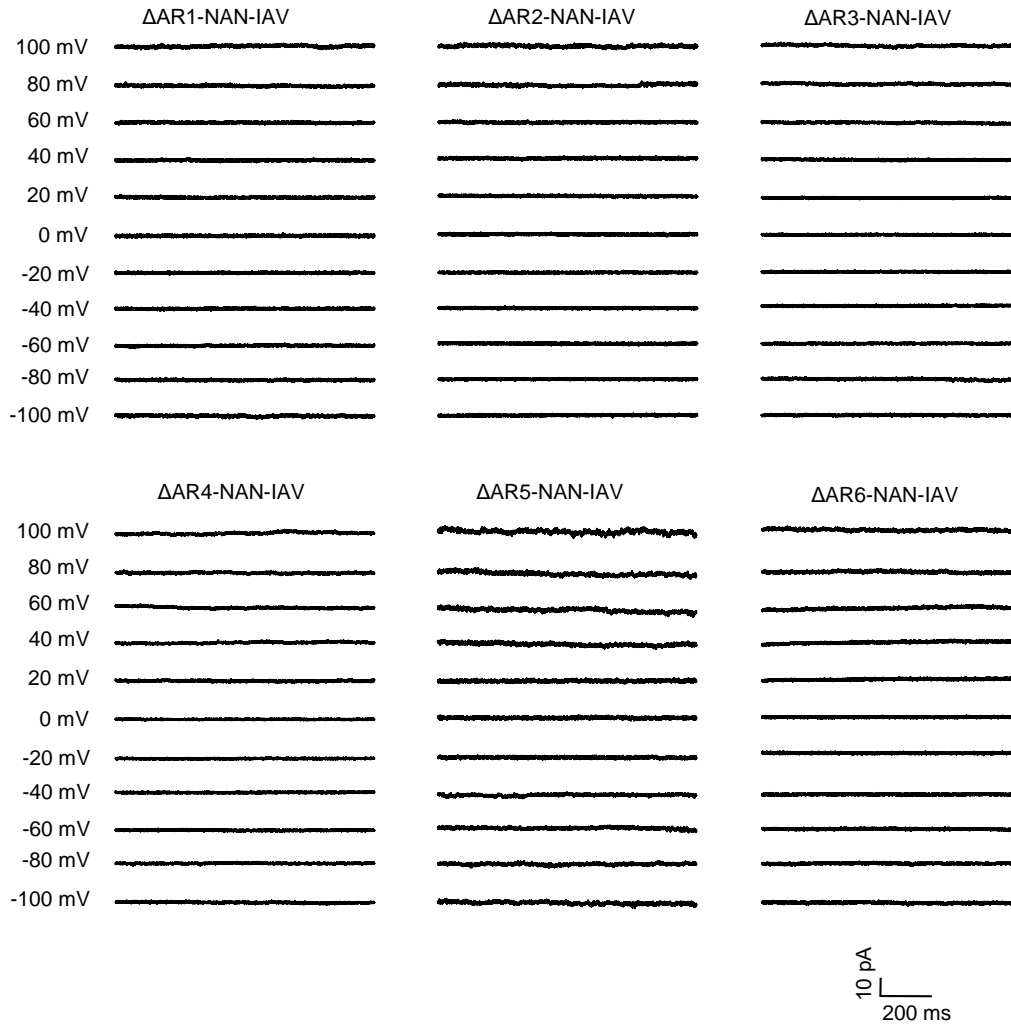 ΔAR1-NAN-IAV ΔAR2-NAN-IAV ΔAR3-NAN-IAV
100 mV
80 mV
60 mV
40 mV
20 mV
0 mV
-20 mV
-40 mV
-60 mV
-80 mV
-100 mV
ΔAR4-NAN-IAV ΔAR5-NAN-IAV ΔAR6-NAN-IAV
100 mV
80 mV
60 mV
40 mV
20 mV
0 mV
-20 mV
-40 mV
-60 mV
-80 mV
-100 mV
10 pA
200 ms